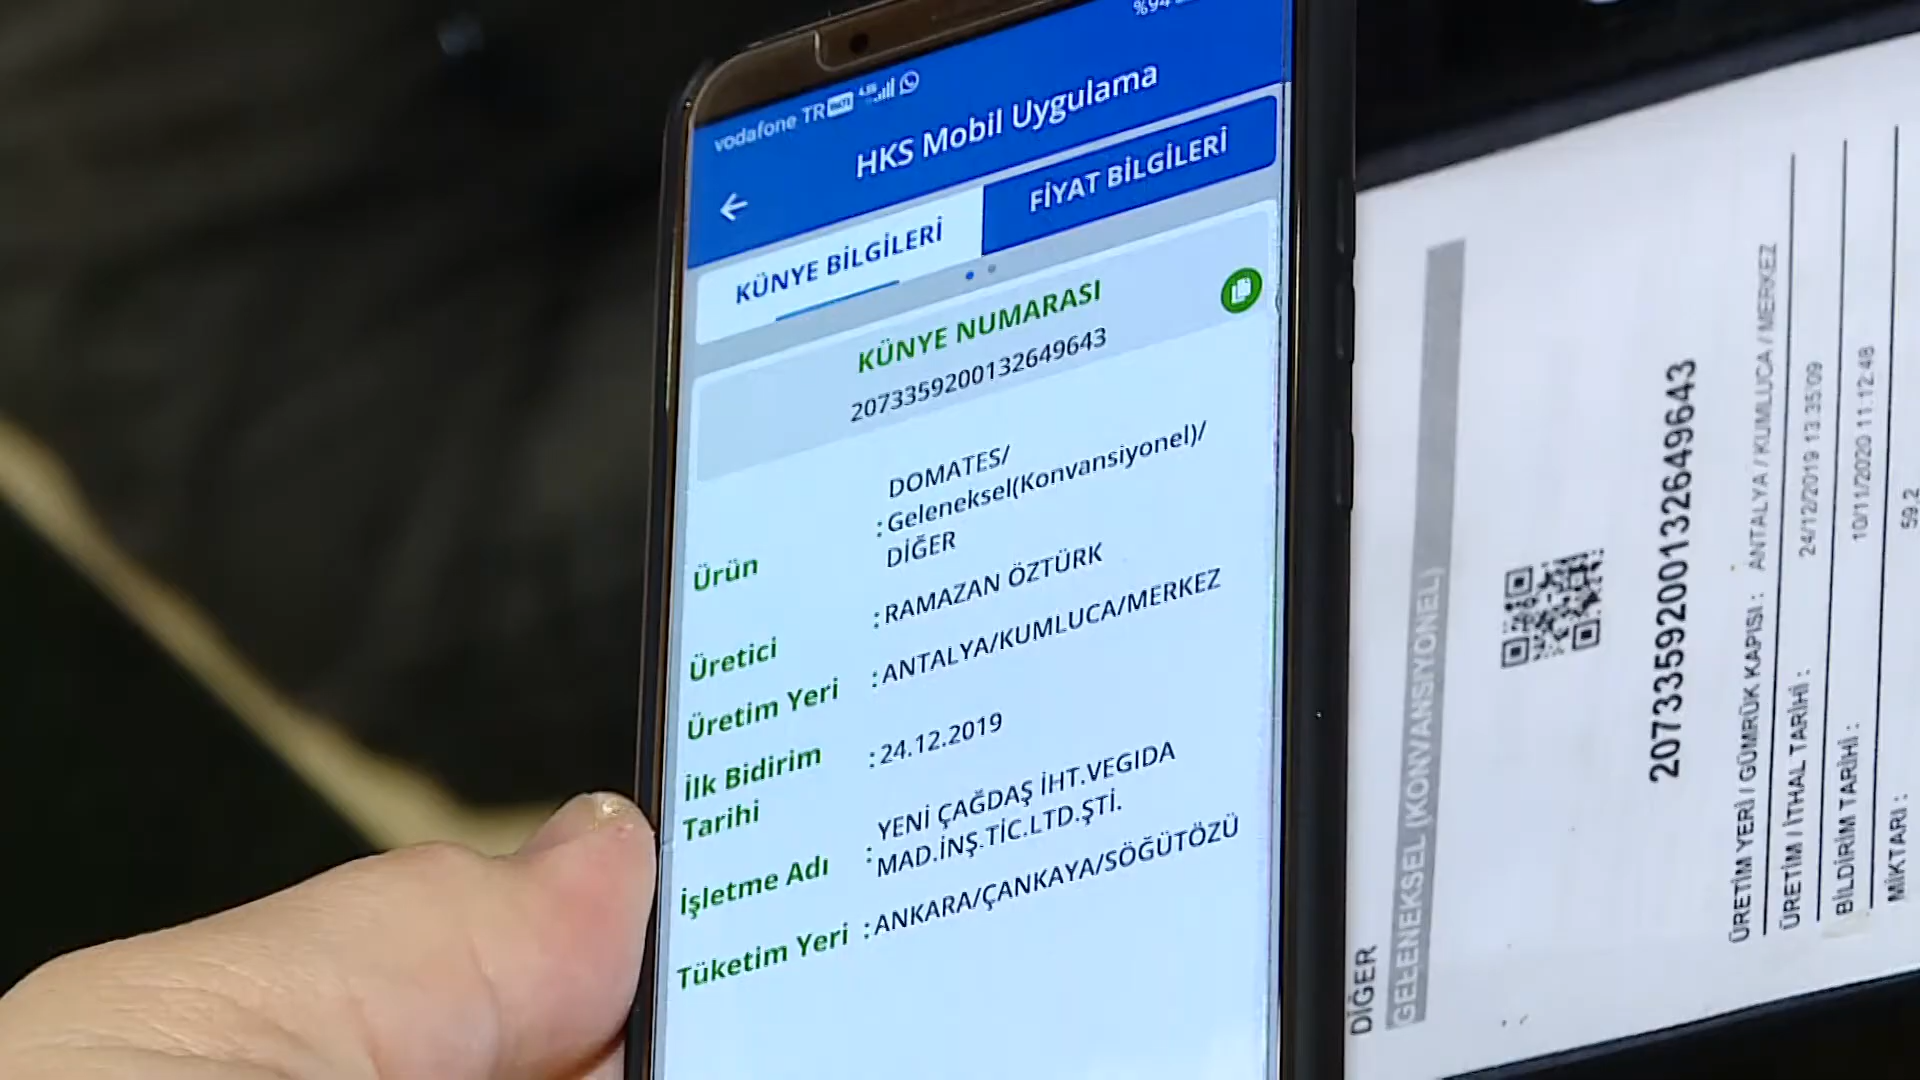 vodafone TR
HKS Mobil Uygulama
KÜNYE BİLGİLERİ
FİYAT BİLGİLERİ
KÜNYE NUMARASI
2073359200132649643
Ürün
DOMATES/
: Geleneksel(Konvansiyonel)/
DİĞER
Üretici : RAMAZAN ÖZTÜRK
Üretim Yeri : ANTALYA/KUMLUCA/MERKEZ
İlk Bidirim : 24.12.2019
Tarihi
İşletme Adı : YENİ ÇAĞDAŞ İHT.VEGIDA
MAD.İNŞ.TİC.LTD.ŞTİ.
Tüketim Yeri : ANKARA/ÇANKAYA/SÖĞÜTÖZÜ
DİĞER
GELENEKSEL (KONVANSİYONEL)
2073359200132649643
ÜRETİM YERİ / GÜMRÜK KAPISI : ANTALYA / KUMLUCA / MERKEZ
ÜRETİM / İTHAL TARİHİ : 24/12/2019 13:35:09
BİLDİRİM TARİHİ : 10/11/2020 11:12:48
MİKTARI : 59.2